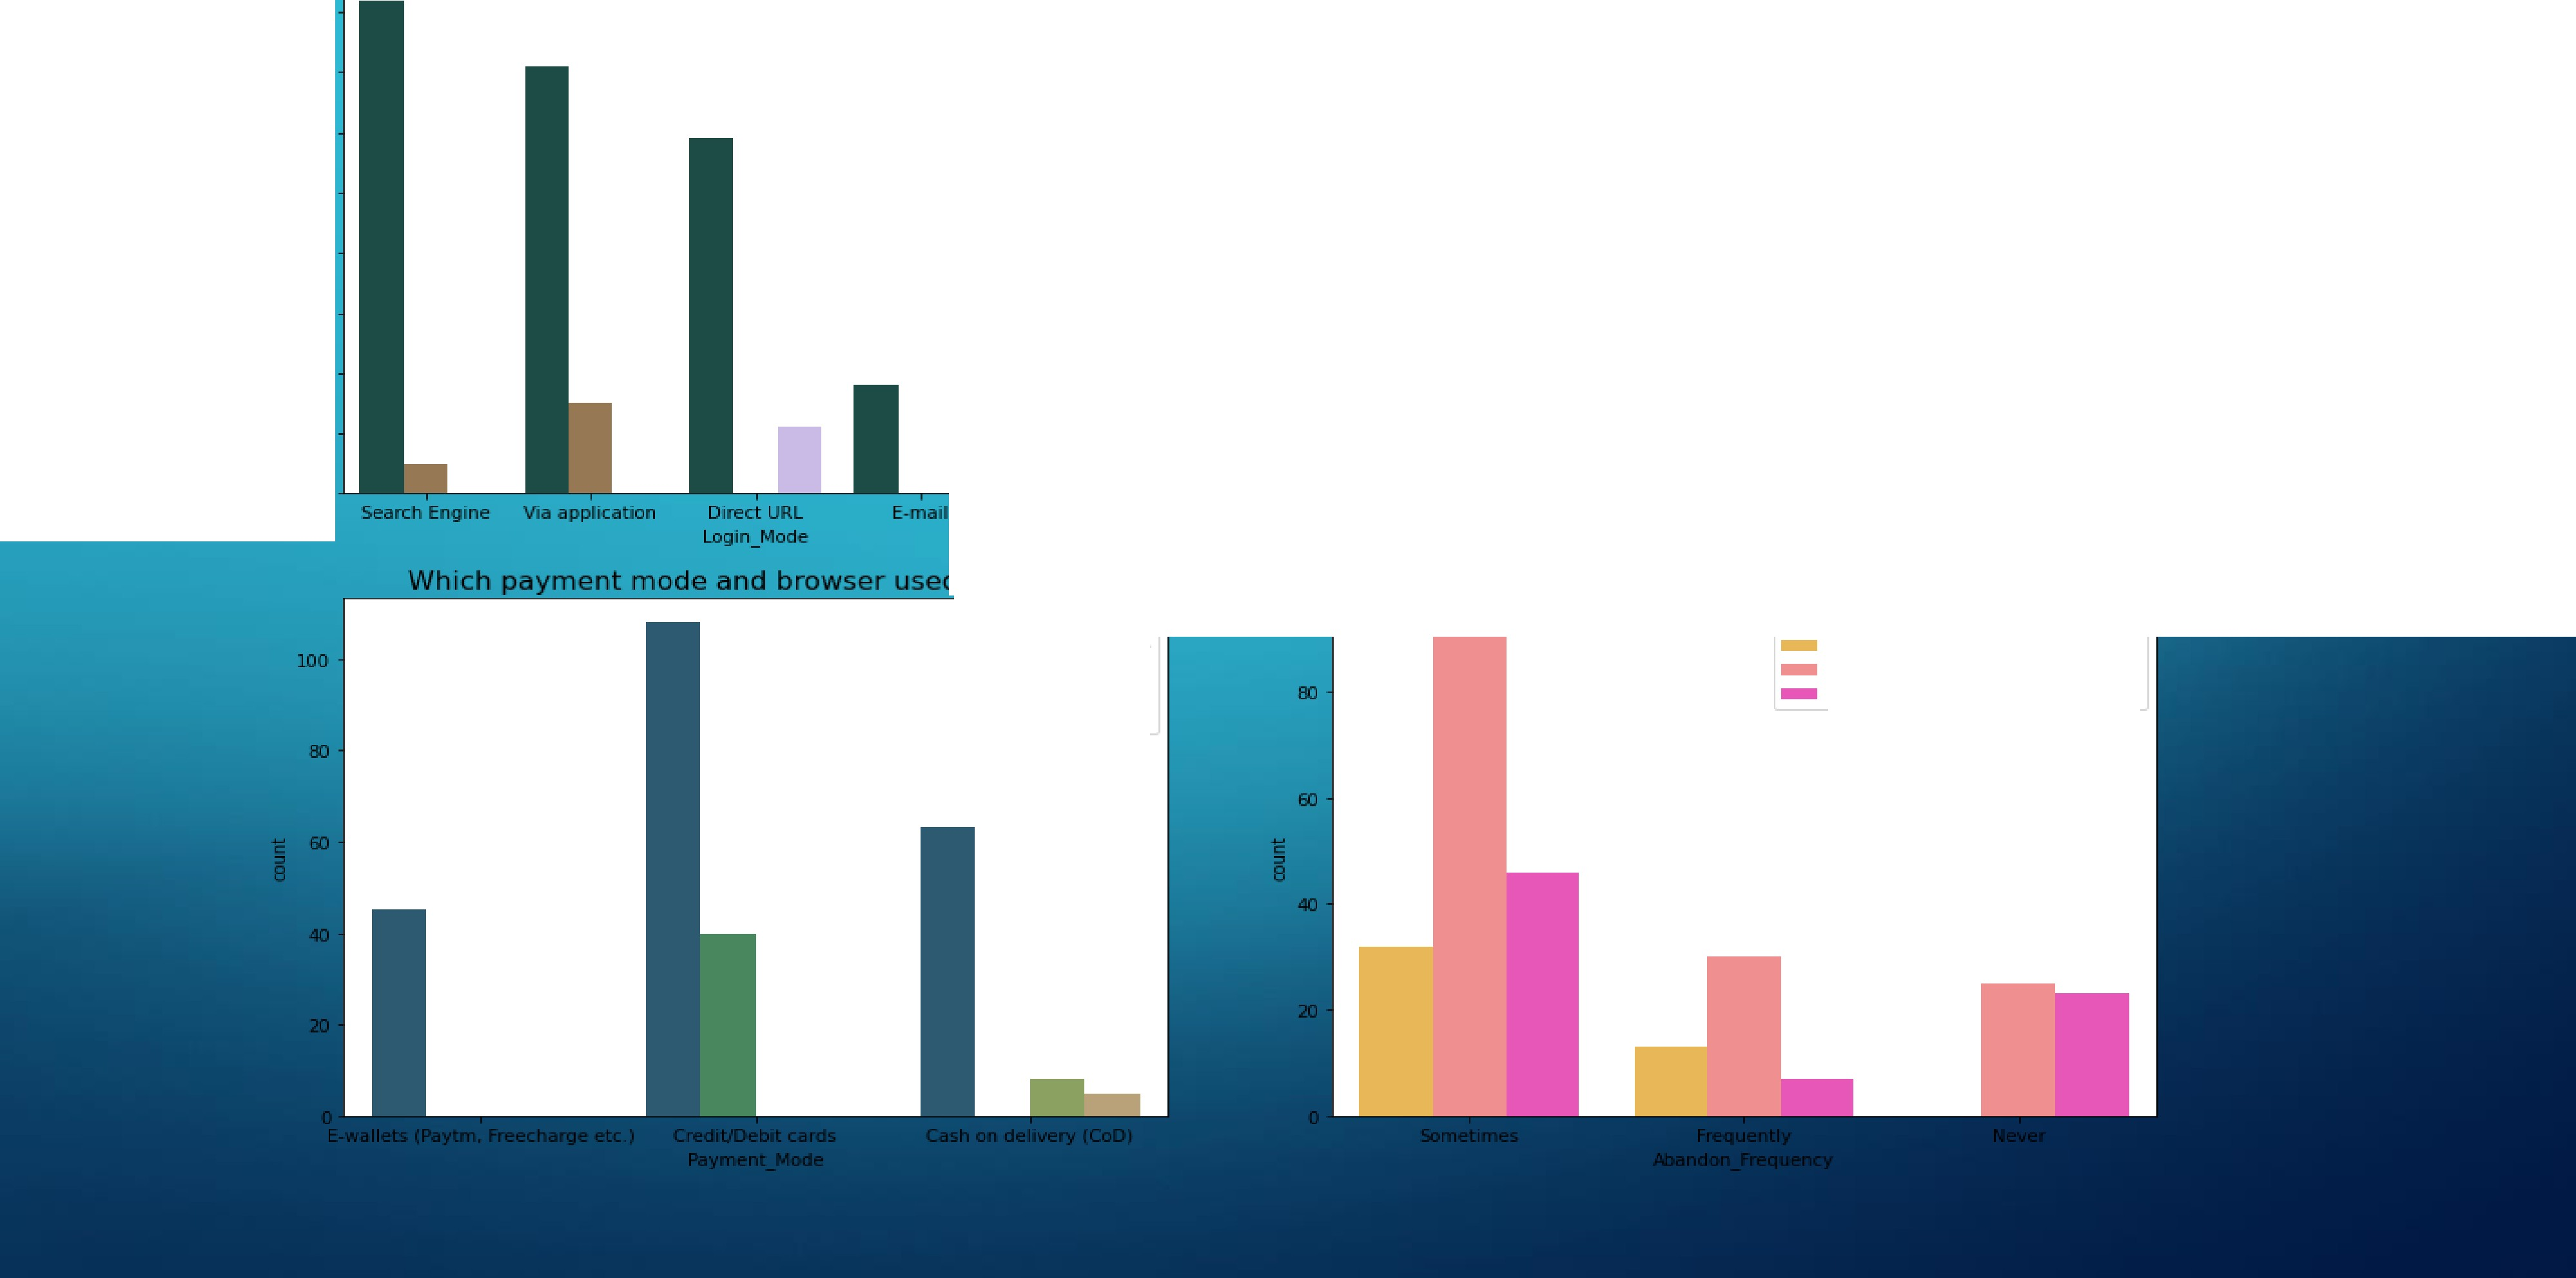 Search Engine Via application Direct URL E-mail
Login_Mode
Which payment mode and browser used
100
80
60
40
20
0
count
E-wallets (Paytm, Freecharge etc.) Credit/Debit cards Cash on delivery (CoD)
Payment_Mode
80
60
40
20
0
count
Sometimes Frequently Never
Abandon_Frequency